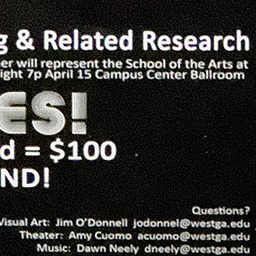 g & Related Research
er will represent the School of the Arts at
ight 7p April 15 Campus Center Ballroom
ES!
d = $100
ND!
Questions?
Visual Art: Jim O'Donnell jodonnel@westga.edu
Theater: Amy Cuomo acuomo@westga.edu
Music: Dawn Neely dneely@westga.edu